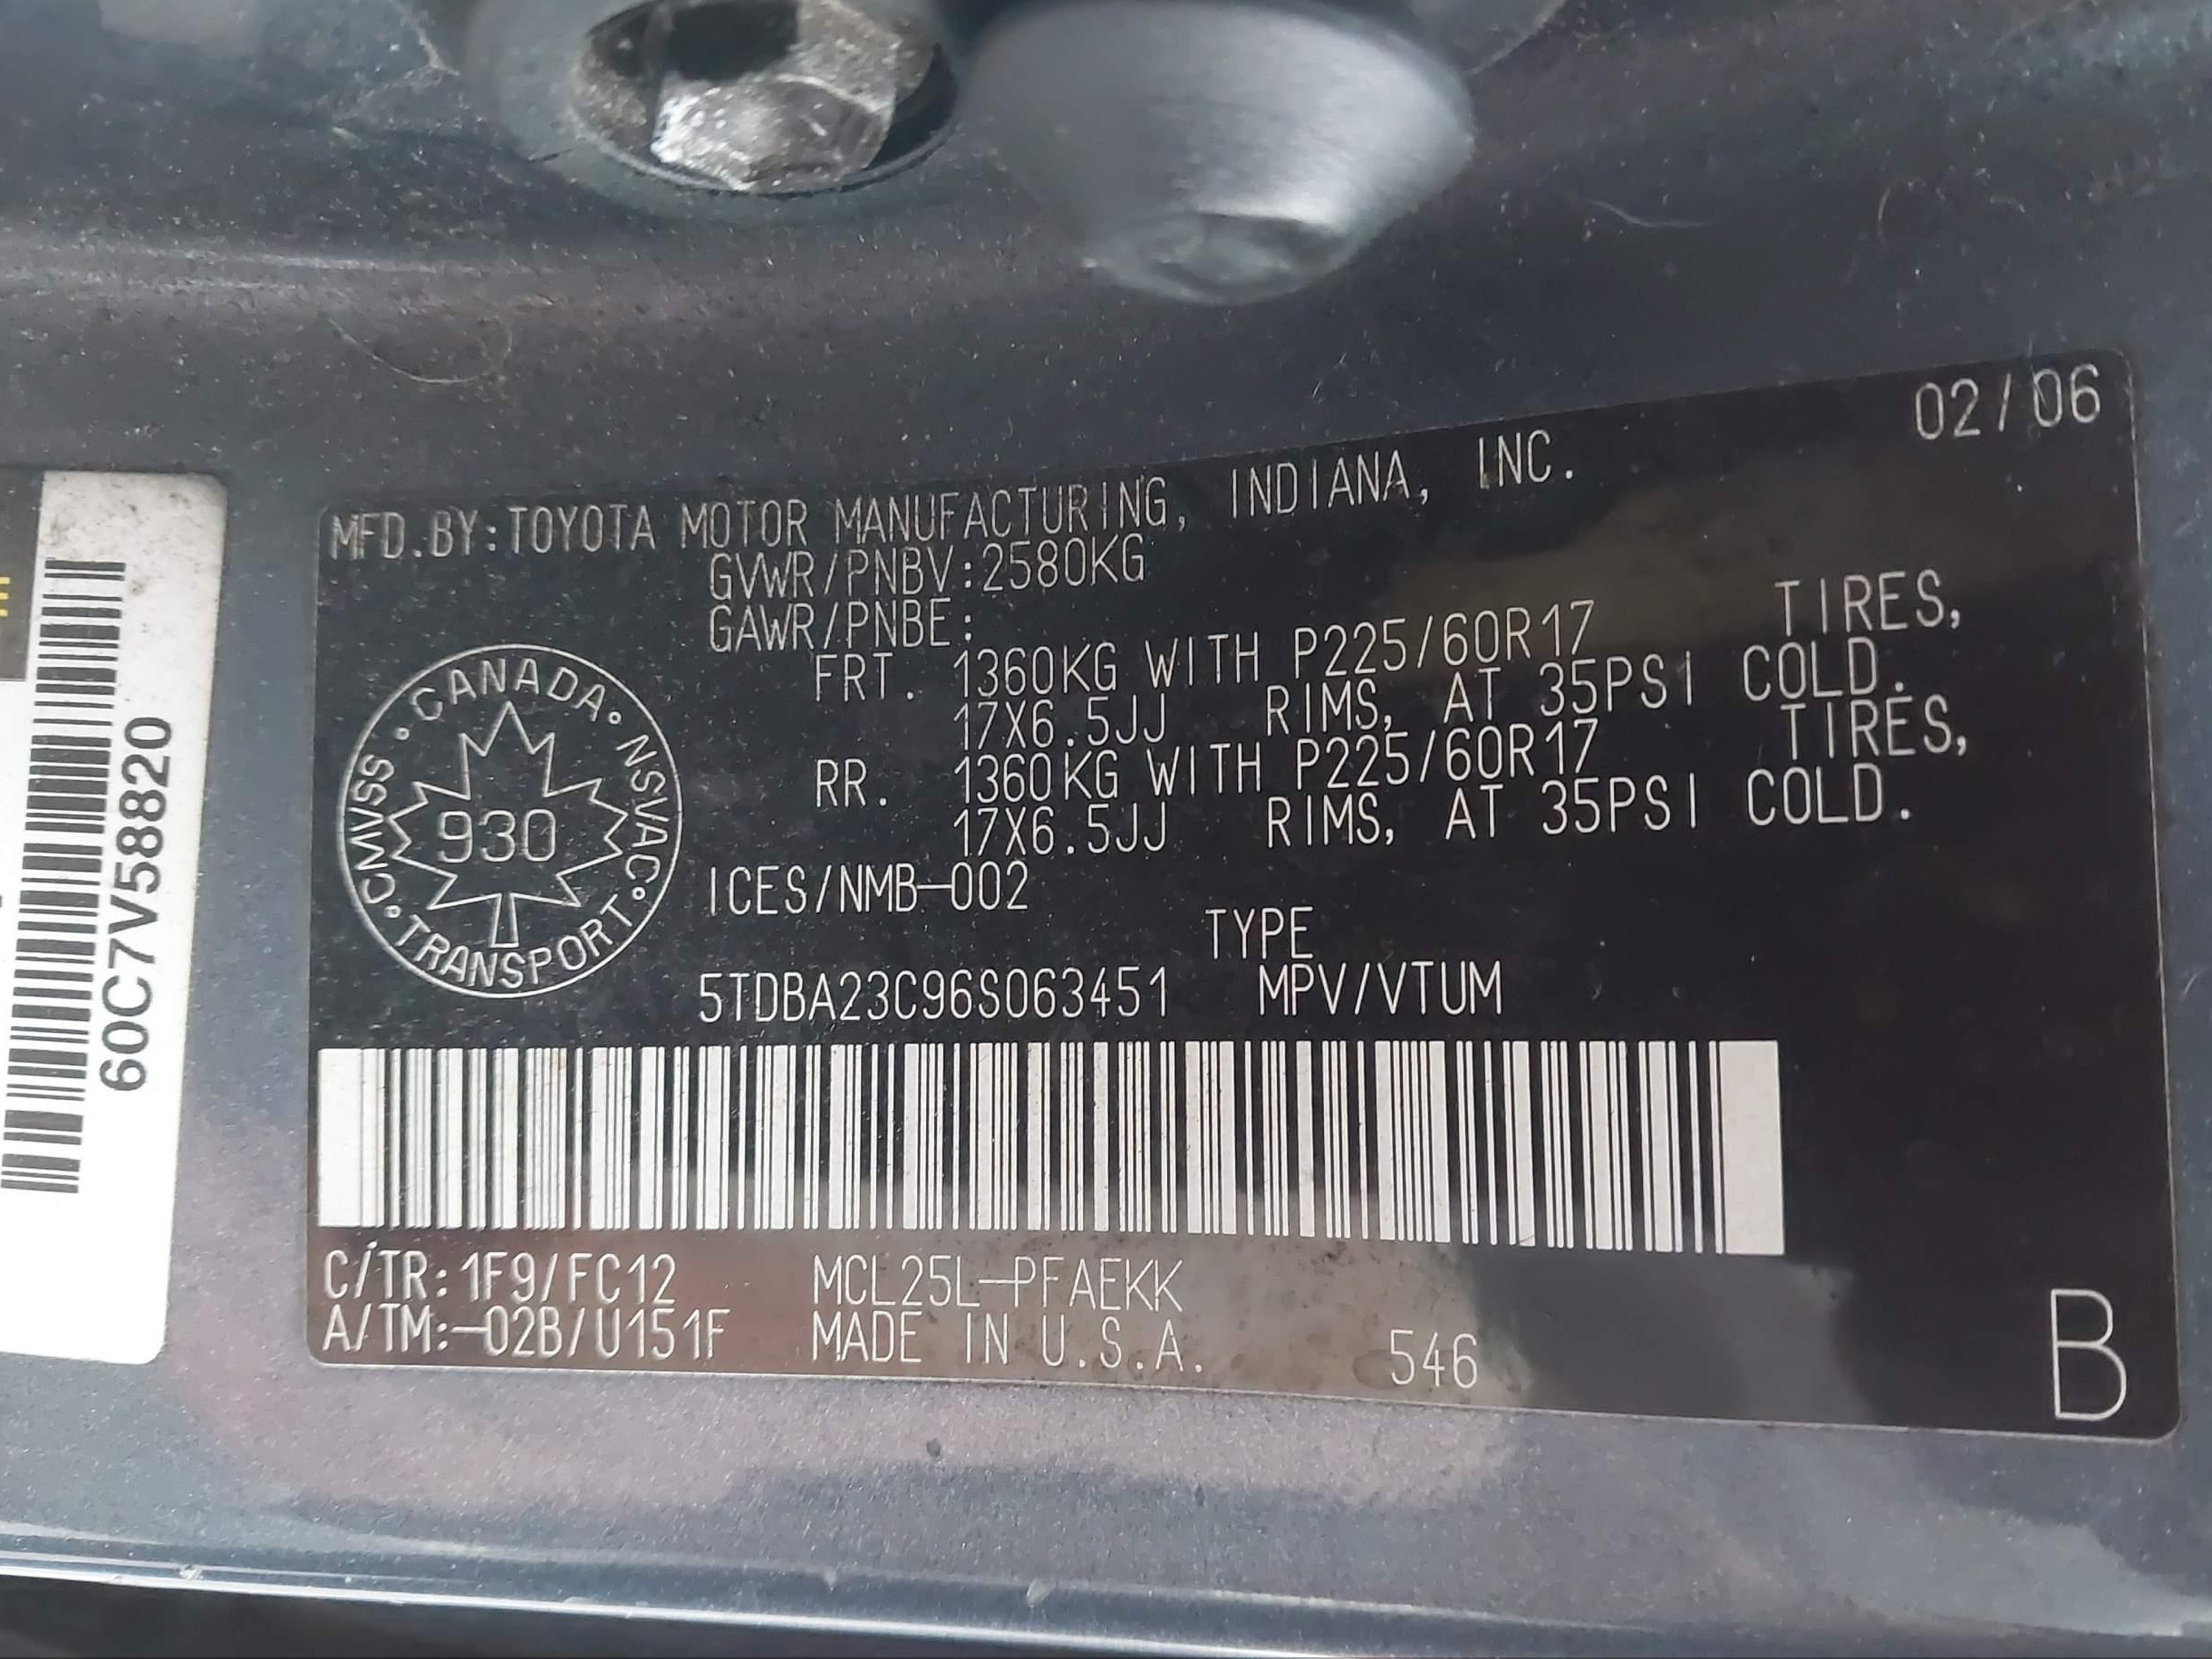 02/06
MFD.BY:TOYOTA MOTOR MANUFACTURING, INDIANA, INC.
GVWR/PNBV:2580KG
GAWR/PNBE:
FRT. 1360KG WITH P225/60R17 TIRES,
17X6.5JJ RIMS, AT 35PSI COLD.
RR. 1360KG WITH P225/60R17 TIRES,
17X6.5JJ RIMS, AT 35PSI COLD.
CANADA
NSVAC
TRANSPORT
CMVSS
930
ICES/NMB-002
TYPE
5TDBA23C96S063451 MPV/VTUM
C/TR:1F9/FC12 MCL25L-PFAEKK
A/TM:-02B/U151F MADE IN U.S.A. 546
B
60C7V58820